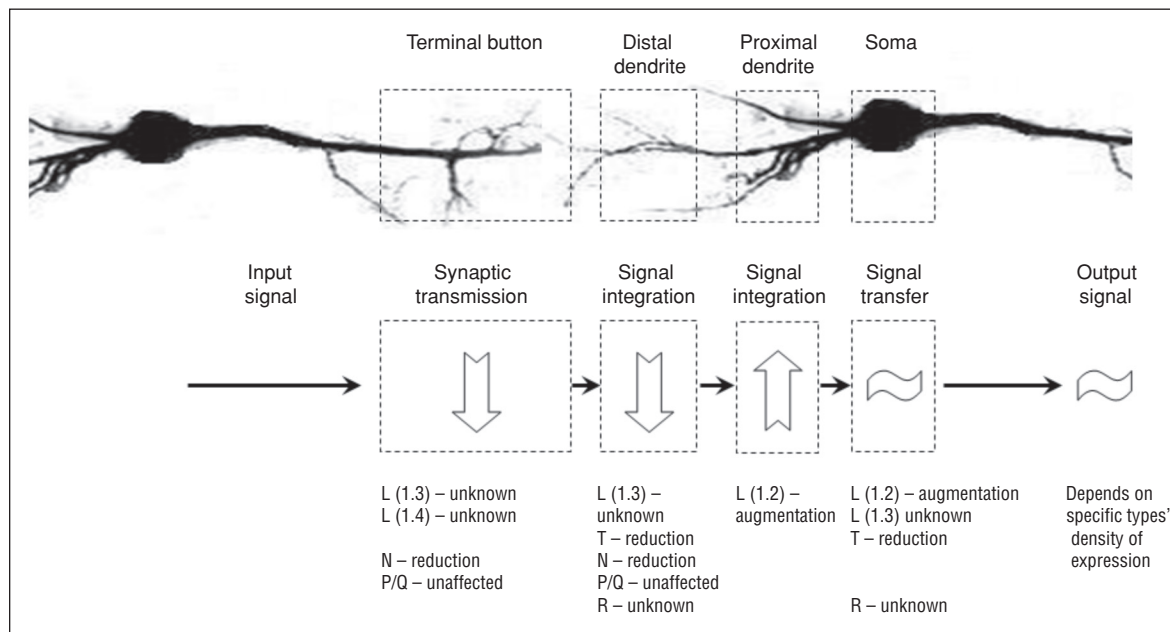 Terminal button
Distal
dendrite
Proximal
dendrite
Soma
Input
signal
Synaptic
transmission
Signal
integration
Signal
integration
Signal
transfer
Output
signal
L (1.3) – unknown
L (1.4) – unknown
N – reduction
P/Q – unaffected
L (1.3) –
unknown
T – reduction
N – reduction
P/Q – unaffected
R – unknown
L (1.2) –
augmentation
L (1.2) – augmentation
L (1.3) unknown
T – reduction
R – unknown
Depends on
specific types'
density of
expression